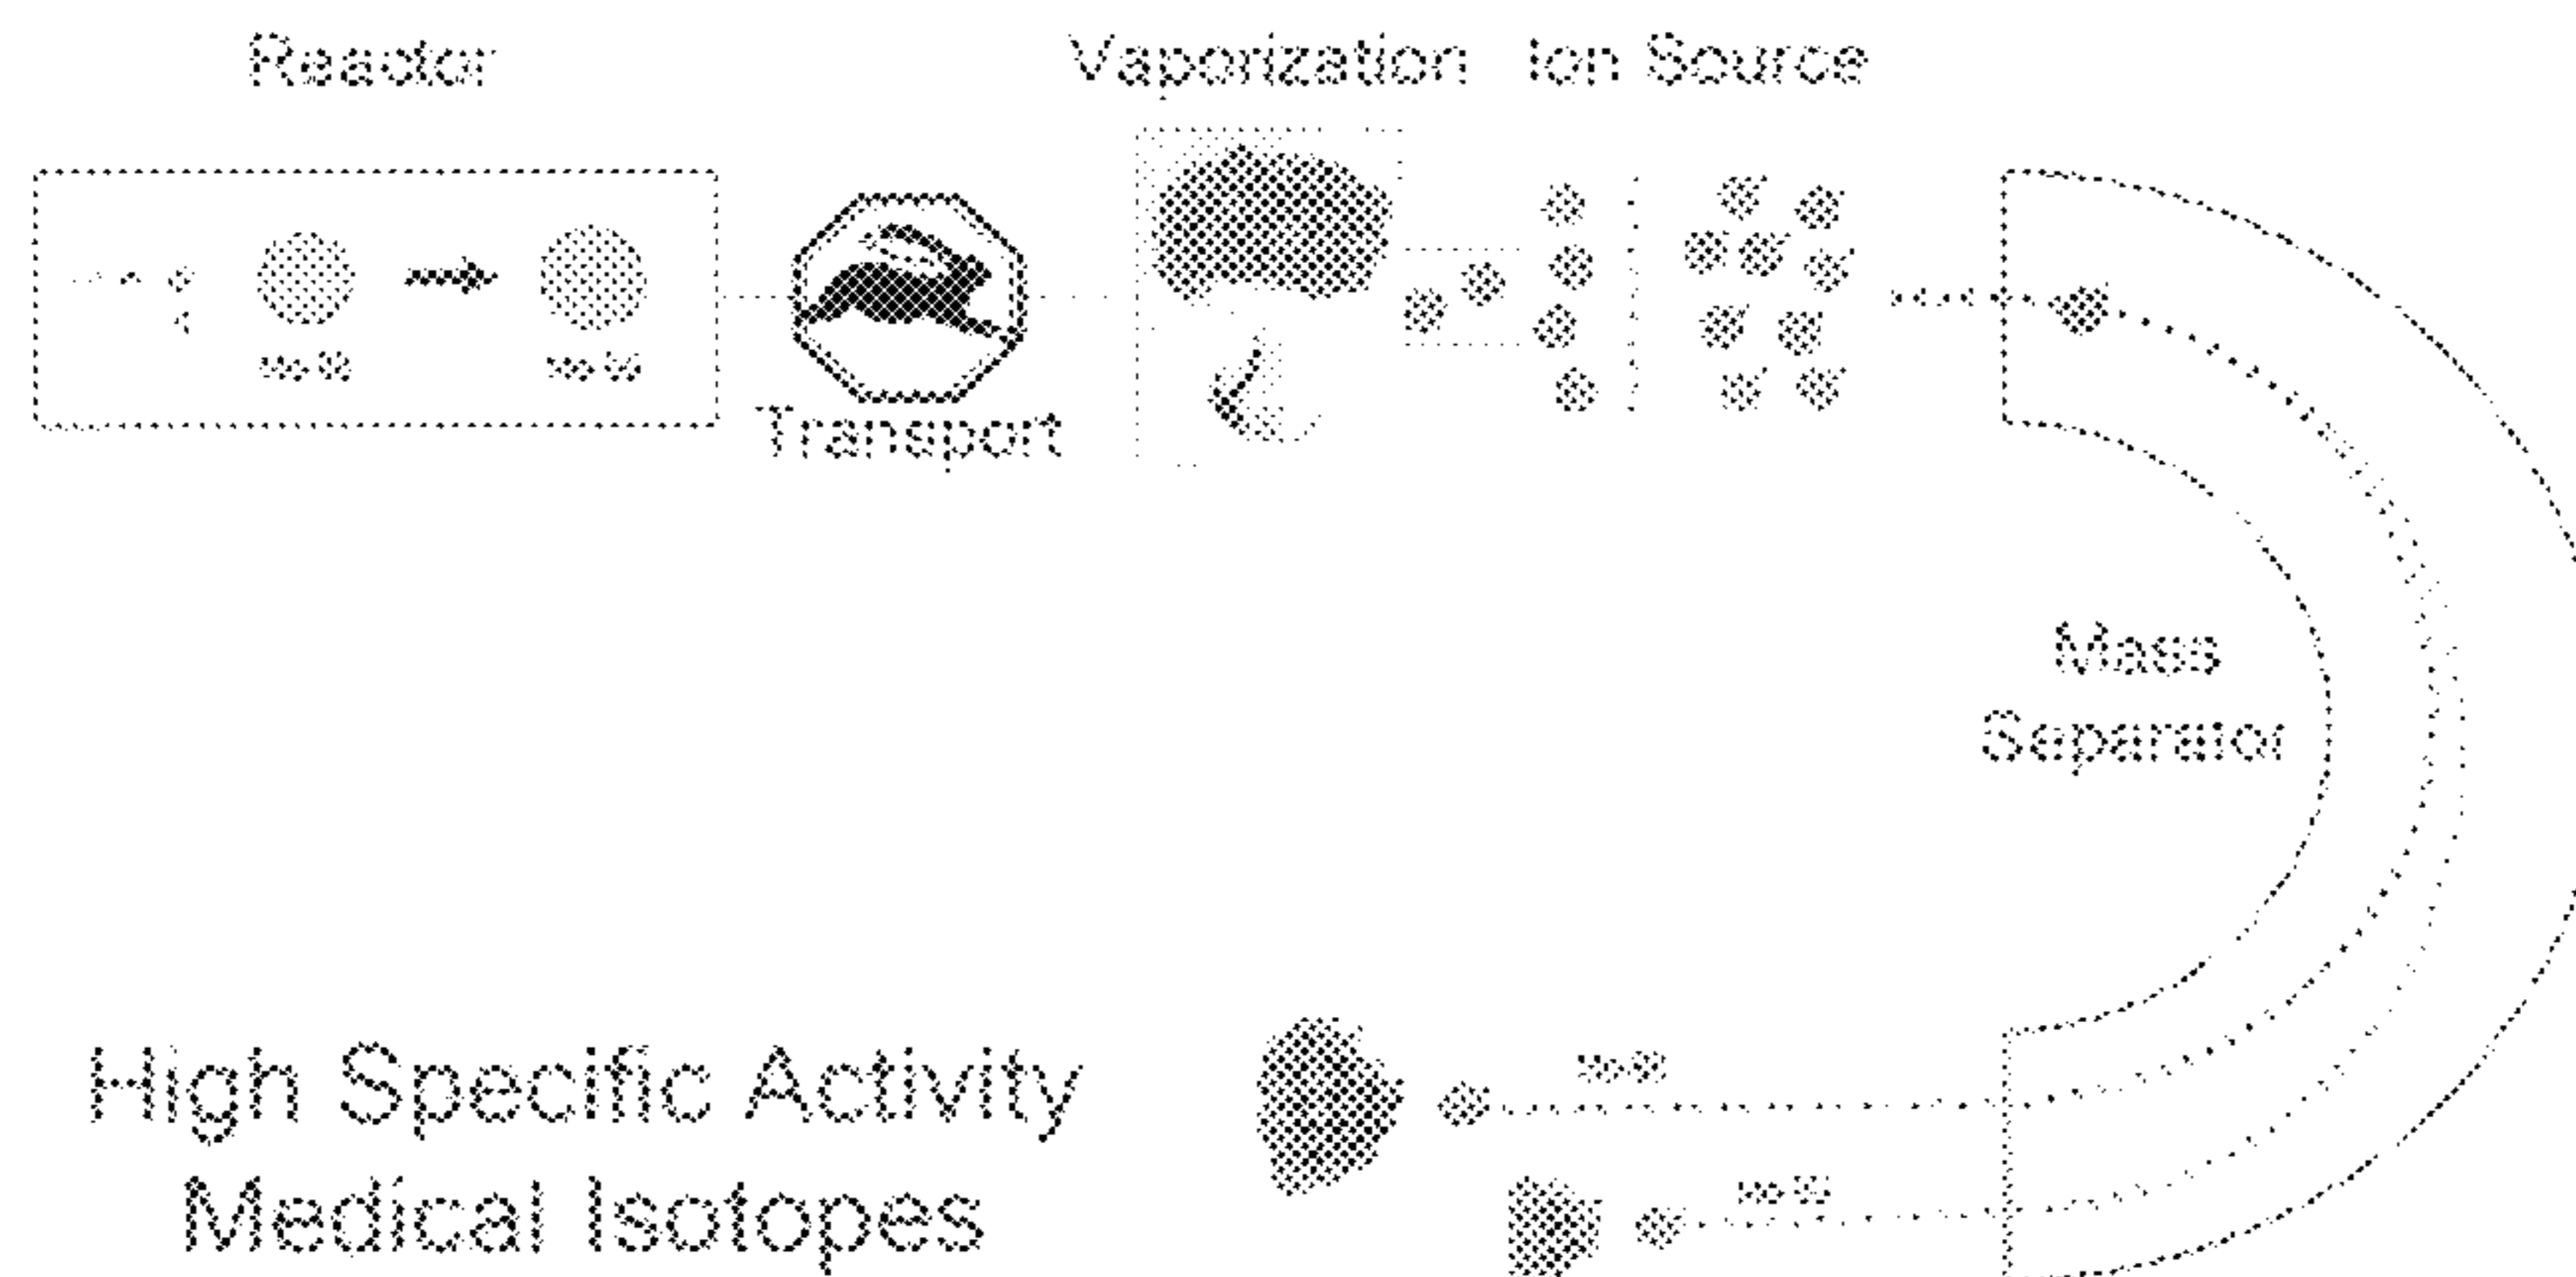 Reactor
Vaporization Ion Source
Transport
Mass
Separator
High Specific Activity
Medical Isotopes